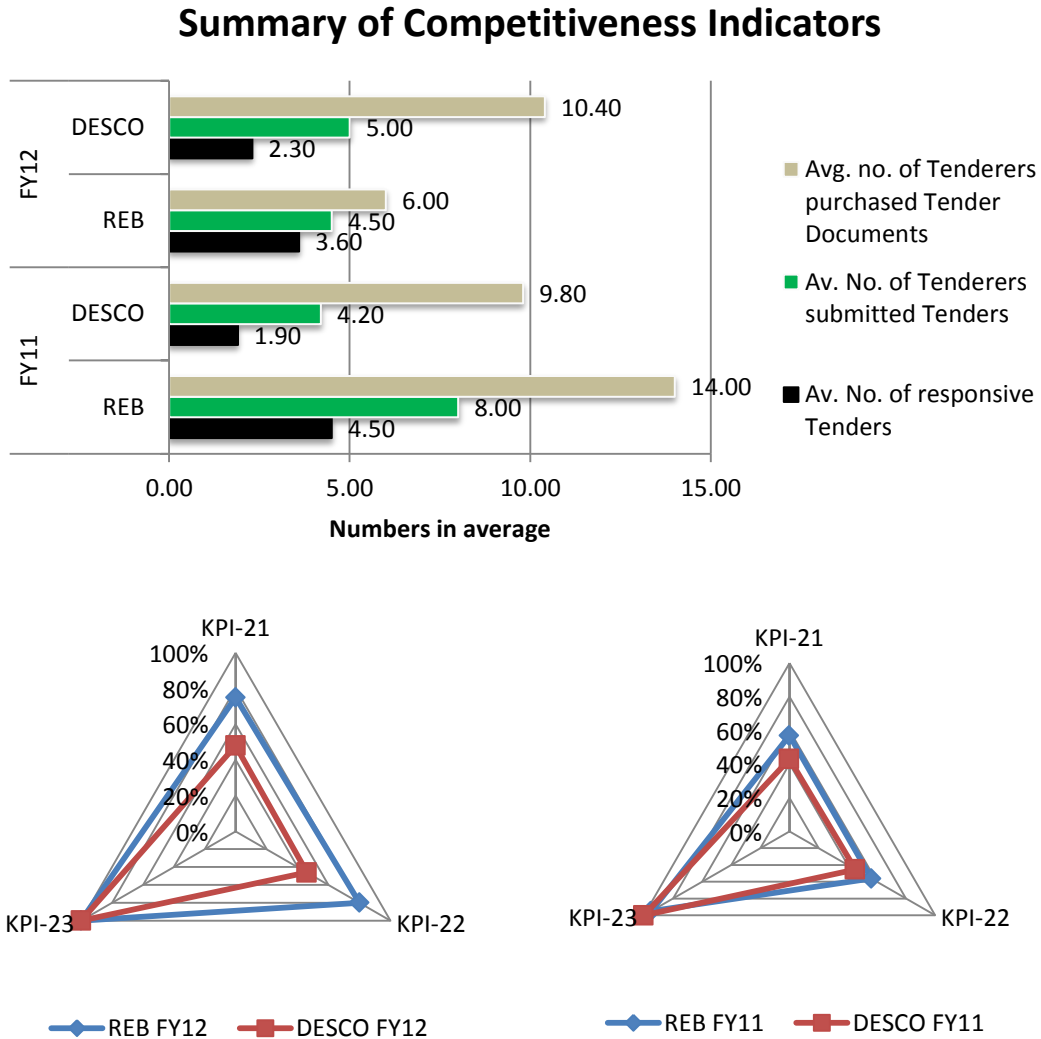 Summary of Competitiveness Indicators
FY12
DESCO
10.40
5.00
2.30
REB
6.00
4.50
3.60
FY11
DESCO
9.80
4.20
1.90
REB
14.00
8.00
4.50
0.00 5.00 10.00 15.00
Numbers in average
Avg. no. of Tenderers
purchased Tender
Documents
Av. No. of Tenderers
submitted Tenders
Av. No. of responsive
Tenders
KPI-21
100%
80%
60%
40%
20%
0%
KPI-23
KPI-22
REB FY12 DESCO FY12
KPI-21
100%
80%
60%
40%
20%
0%
KPI-23
KPI-22
REB FY11 DESCO FY11